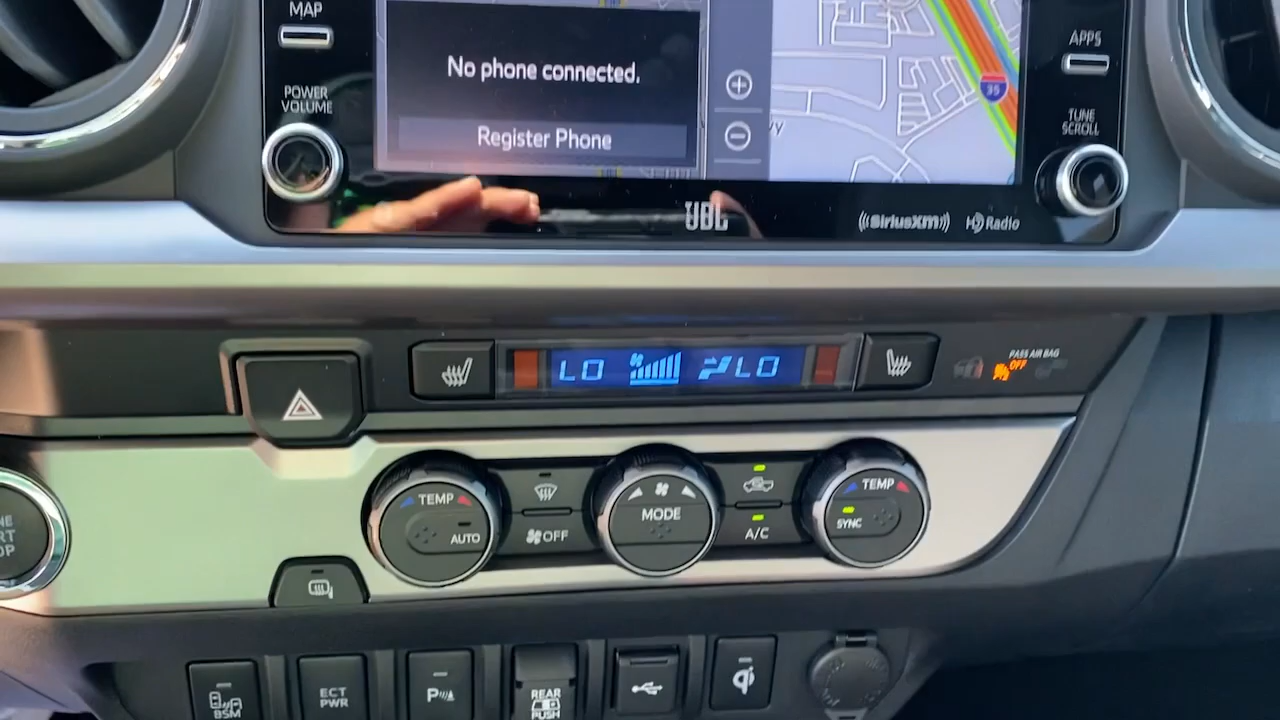 MAP
POWER
VOLUME
No phone connected.
Register Phone
35
APPS
TUNE
SCROLL
JBL
((SiriusXM))
HD Radio
LO
LO
PASS AIR BAG
OFF
TEMP
AUTO
OFF
MODE
A/C
TEMP
SYNC
BSM
ECT
PWR
P
REAR
PUSH